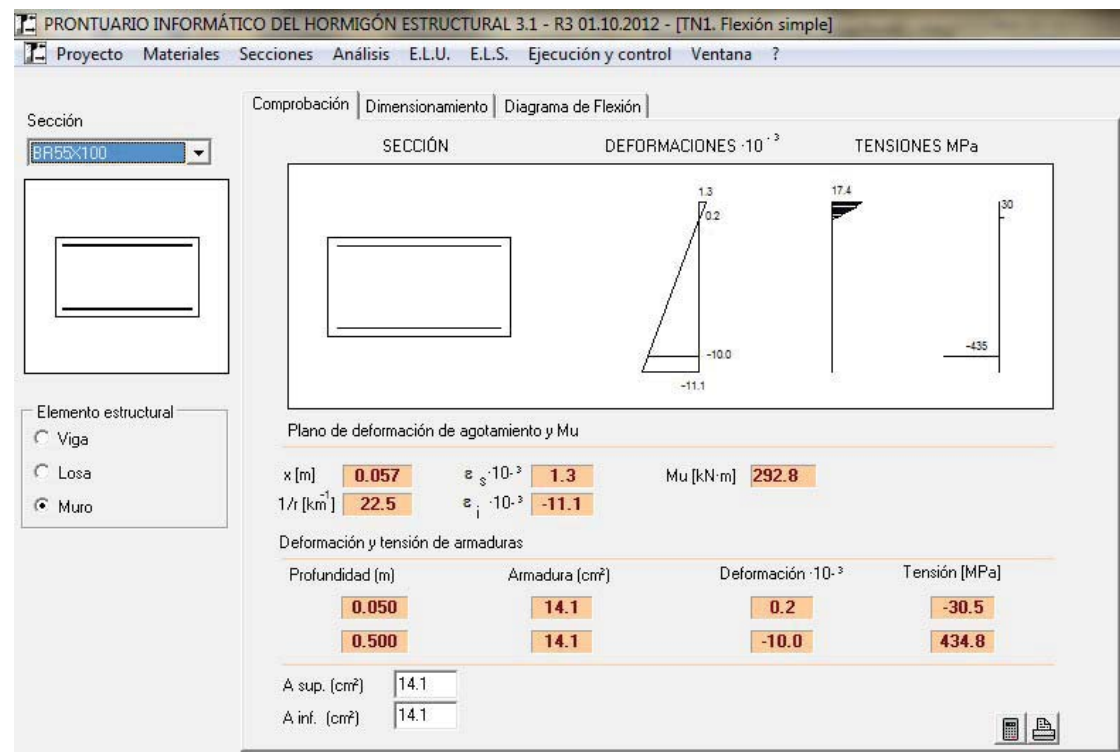 PRONTUARIO INFORMÁTICO DEL HORMIGÓN ESTRUCTURAL 3.1 - R3 01.10.2012 - [TN1. Flexión simple]
Proyecto Materiales Secciones Análisis E.L.U. E.L.S. Ejecución y control Ventana ?
Sección
BR55X100
Elemento estructural
Viga
Losa
Muro
Comprobación Dimensionamiento Diagrama de Flexión
SECCIÓN DEFORMACIONES ·10⁻³ TENSIONES MPa
1.3 17.4 30
0.2
-10.0 -435
-11.1
Plano de deformación de agotamiento y Mu
x [m] 0.057 ε s ·10-³ 1.3 Mu [kN·m] 292.8
1/r [km⁻¹] 22.5 ε i ·10-³ -11.1
Deformación y tensión de armaduras
Profundidad (m) Armadura (cm²) Deformación ·10-³ Tensión [MPa]
0.050 14.1 0.2 -30.5
0.500 14.1 -10.0 434.8
A sup. (cm²) 14.1
A inf. (cm²) 14.1